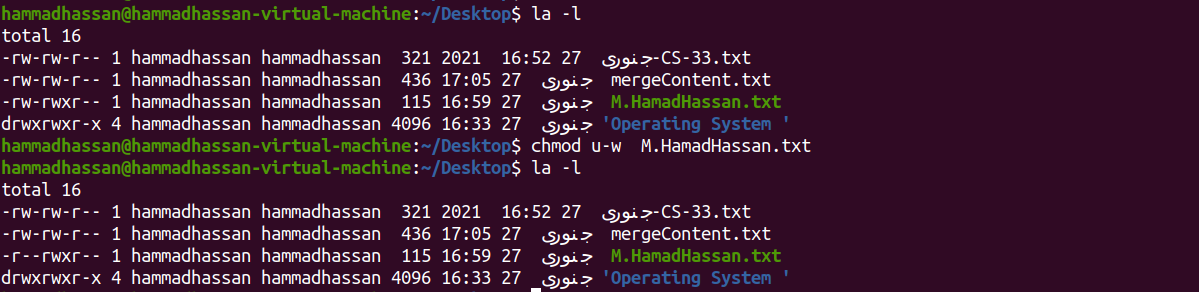 hammadhassan@hammadhassan-virtual-machine:~/Desktop$ la -l
total 16
-rw-rw-r-- 1 hammadhassan hammadhassan  321 جنوری  27 16:52  2021-CS-33.txt
-rw-rw-r-- 1 hammadhassan hammadhassan  436 جنوری  27 17:05  mergeContent.txt
-rw-rwxr-- 1 hammadhassan hammadhassan  115 جنوری  27 16:59  M.HamadHassan.txt
drwxrwxr-x 4 hammadhassan hammadhassan 4096 جنوری  27 16:33 'Operating System '
hammadhassan@hammadhassan-virtual-machine:~/Desktop$ chmod u-w  M.HamadHassan.txt
hammadhassan@hammadhassan-virtual-machine:~/Desktop$ la -l
total 16
-rw-rw-r-- 1 hammadhassan hammadhassan  321 جنوری  27 16:52  2021-CS-33.txt
-rw-rw-r-- 1 hammadhassan hammadhassan  436 جنوری  27 17:05  mergeContent.txt
-r--rwxr-- 1 hammadhassan hammadhassan  115 جنوری  27 16:59  M.HamadHassan.txt
drwxrwxr-x 4 hammadhassan hammadhassan 4096 جنوری  27 16:33 'Operating System '